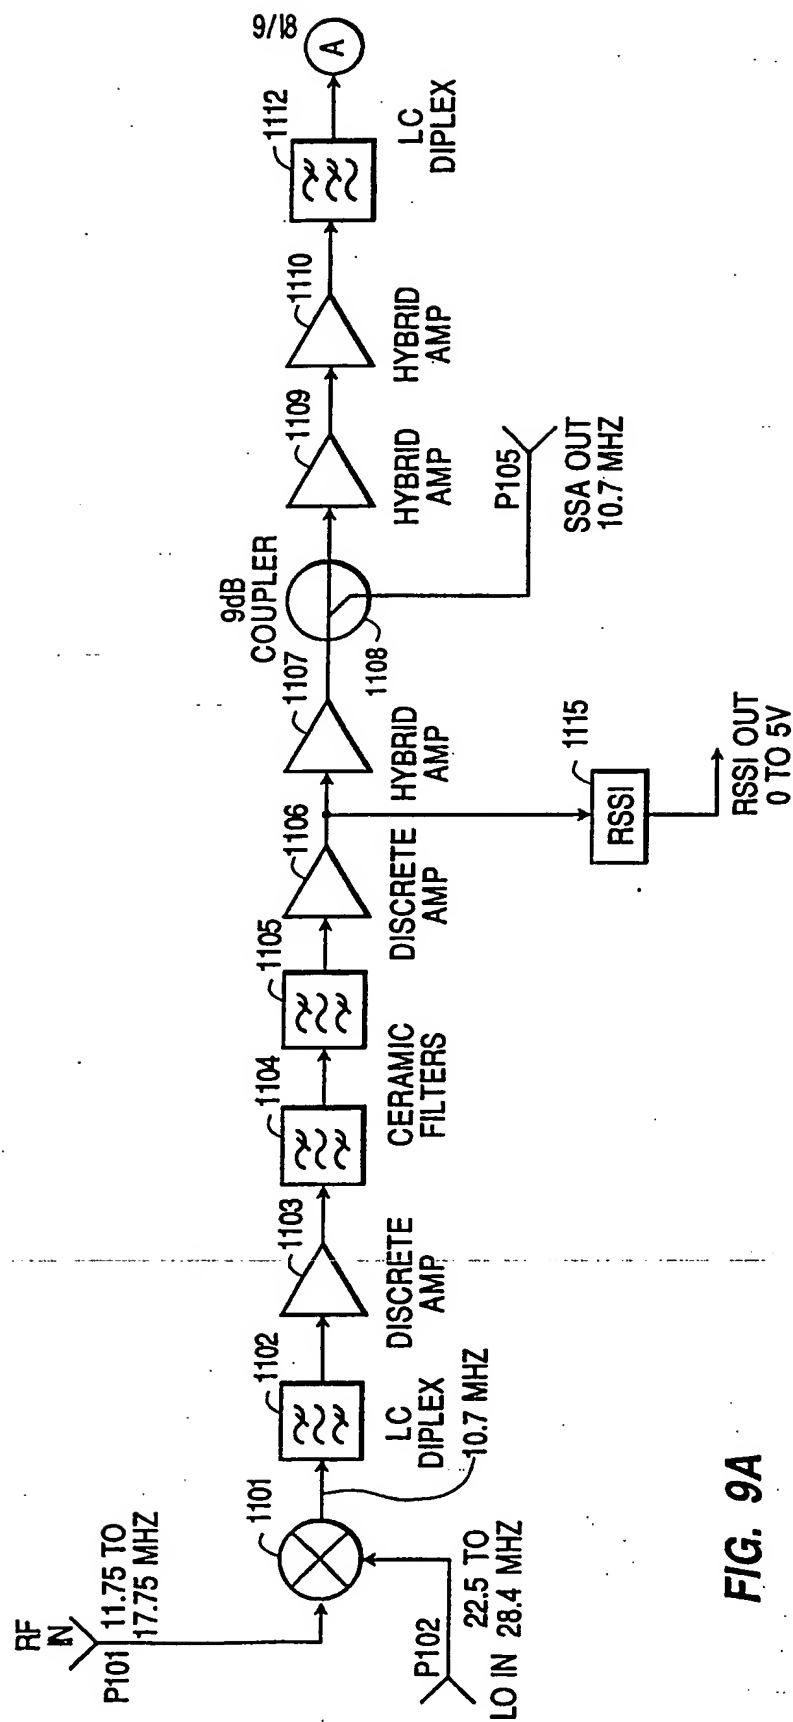 RF
IN
P101
11.75 TO
17.75 MHZ
P102
22.5 TO
LO IN 28.4 MHZ
1101
10.7 MHZ
1102
LC
DIPLEX
1103
DISCRETE
AMP
1104
1105
CERAMIC
FILTERS
1106
DISCRETE
AMP
1107
HYBRID
AMP
RSSI
1115
RSSI OUT
0 TO 5V
9dB
COUPLER
1108
P105
SSA OUT
10.7 MHZ
1109
HYBRID
AMP
1110
HYBRID
AMP
1112
LC
DIPLEX
A
9/18
FIG. 9A